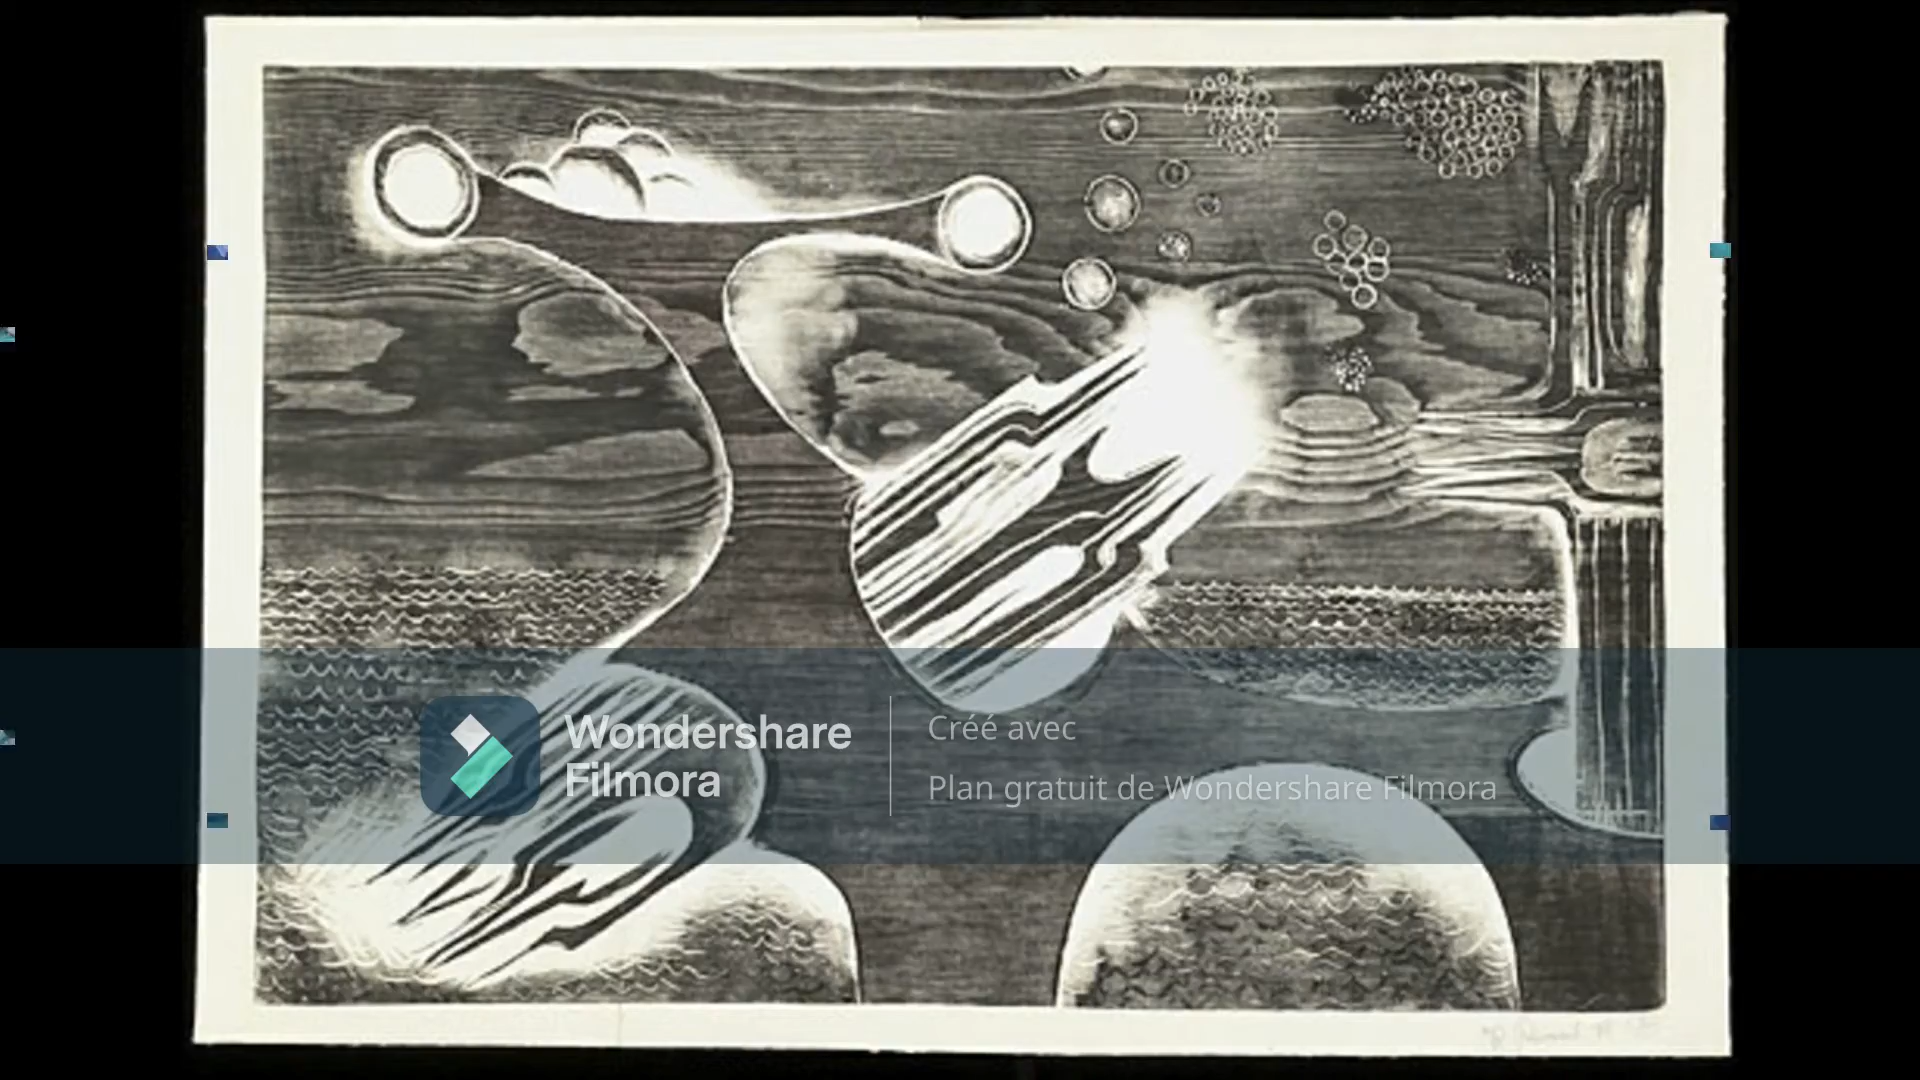 Wondershare
Filmora
Créé avec
Plan gratuit de Wondershare Filmora